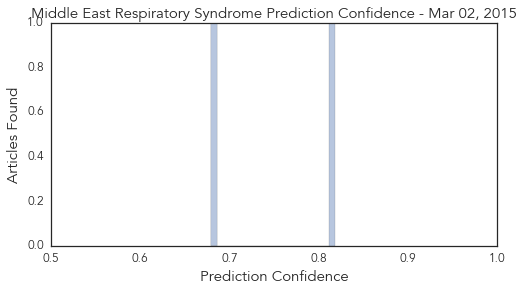 Middle East Respiratory Syndrome Prediction Confidence - Mar 02, 2015
1.0
0.8
0.6
0.4
0.2
0.0
Articles Found
0.5 0.6 0.7 0.8 0.9 1.0
Prediction Confidence